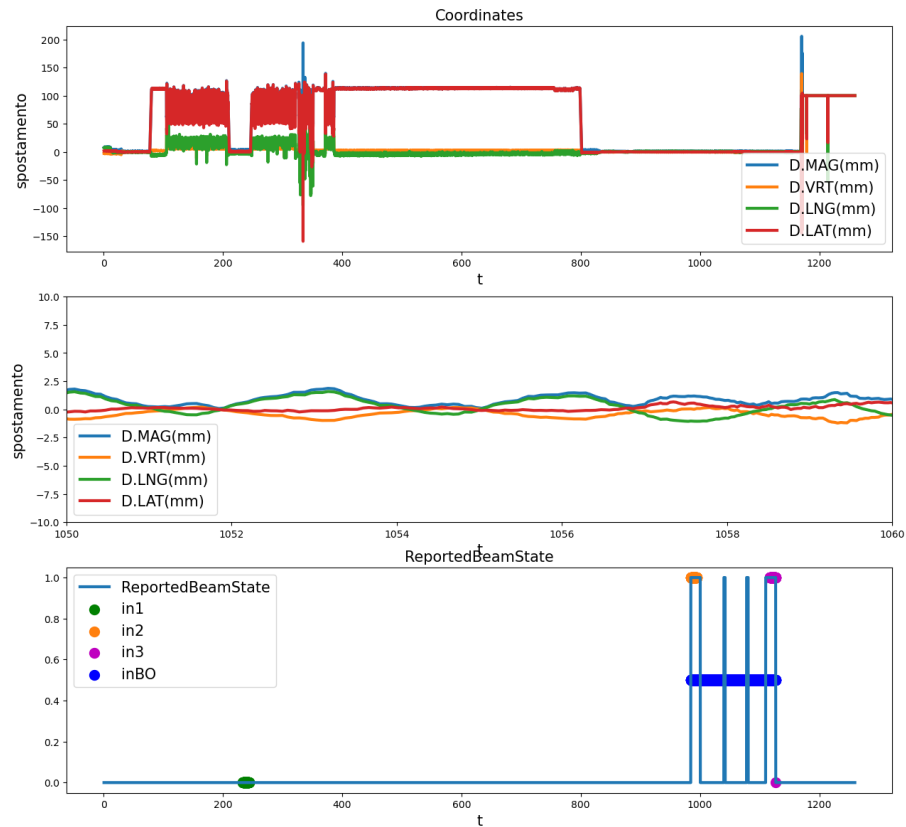 Coordinates
spostamento
200
150
100
50
0
−50
−100
−150
D.MAG(mm)
D.VRT(mm)
D.LNG(mm)
D.LAT(mm)
0
200
400
600
800
1000
1200
t
spostamento
10.0
7.5
5.0
2.5
0.0
−2.5
−5.0
−7.5
−10.0
D.MAG(mm)
D.VRT(mm)
D.LNG(mm)
D.LAT(mm)
1050
1052
1054
1056
1058
1060
t
ReportedBeamState
1.0
0.8
0.6
0.4
0.2
0.0
ReportedBeamState
in1
in2
in3
inBO
0
200
400
600
800
1000
1200
t